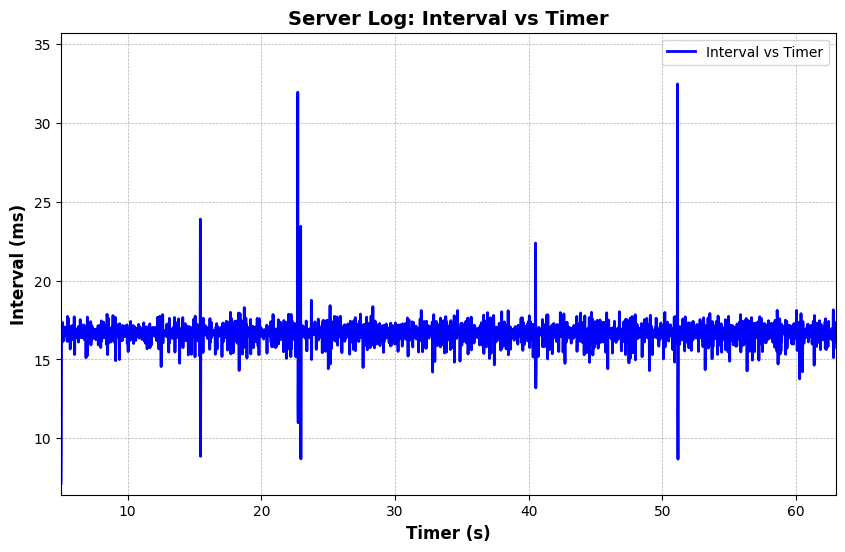 Server Log: Interval vs Timer
Interval vs Timer
35
30
25
20
15
10
Interval (ms)
10 20 30 40 50 60
Timer (s)